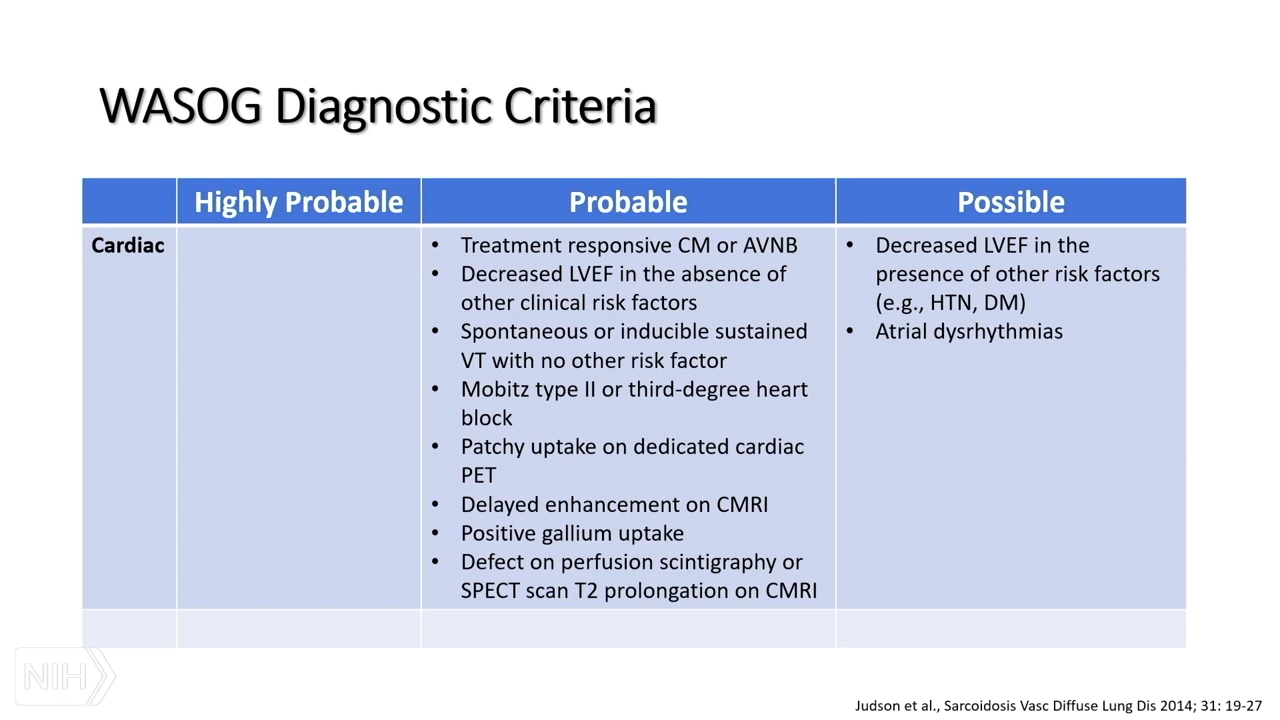 WASOG Diagnostic Criteria
Highly Probable
Probable
Possible
Cardiac
• Treatment responsive CM or AVNB
• Decreased LVEF in the absence of
other clinical risk factors
• Spontaneous or inducible sustained
VT with no other risk factor
• Mobitz type II or third-degree heart
block
• Patchy uptake on dedicated cardiac
PET
• Delayed enhancement on CMRI
• Positive gallium uptake
• Defect on perfusion scintigraphy or
SPECT scan T2 prolongation on CMRI
• Decreased LVEF in the
presence of other risk factors
(e.g., HTN, DM)
• Atrial dysrhythmias
NIH
Judson et al., Sarcoidosis Vasc Diffuse Lung Dis 2014; 31: 19-27